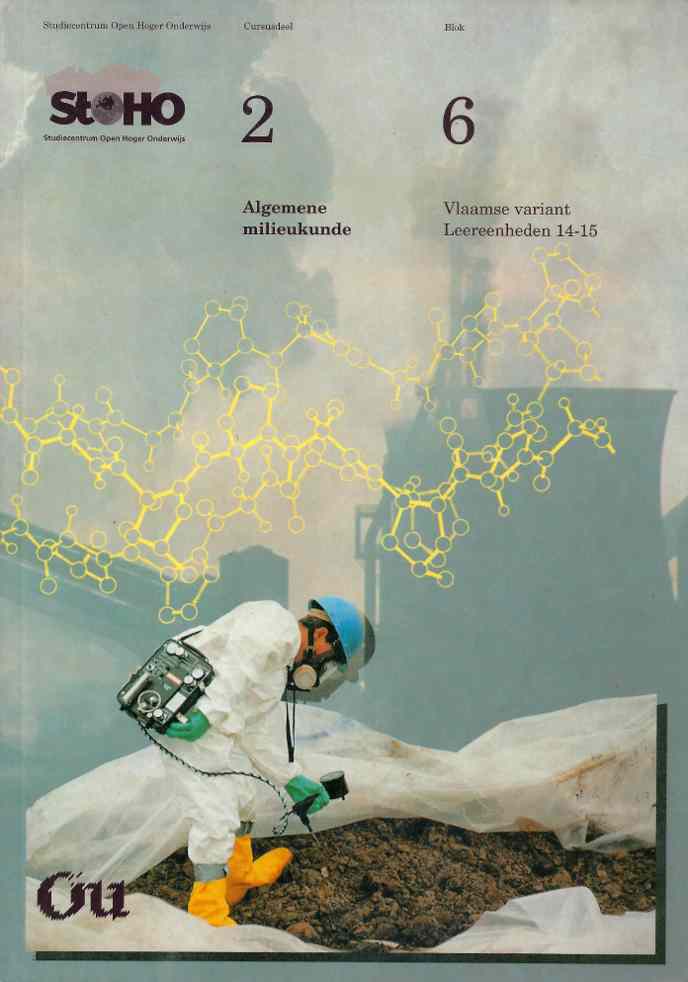 Studiecentrum Open Hoger Onderwijs
Cursusdeel
Blok
StOHO
Studiecentrum Open Hoger Onderwijs
2
6
Algemene
milieukunde
Vlaamse variant
Leereenheden 14-15
Ou